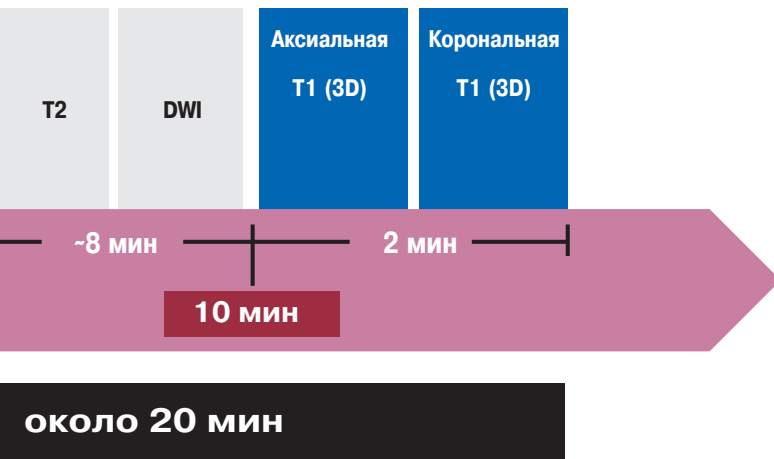 T2
DWI
Аксиальная
T1 (3D)
Корональная
T1 (3D)
~8 мин
2 мин
10 мин
около 20 мин